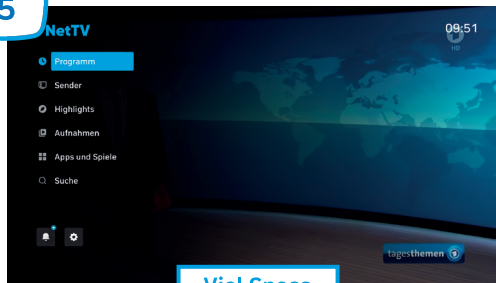 5
NetTV
09:51
HD
Programm
Sender
Highlights
Aufnahmen
Apps und Spiele
Suche
tagesthemen
Viel Spass